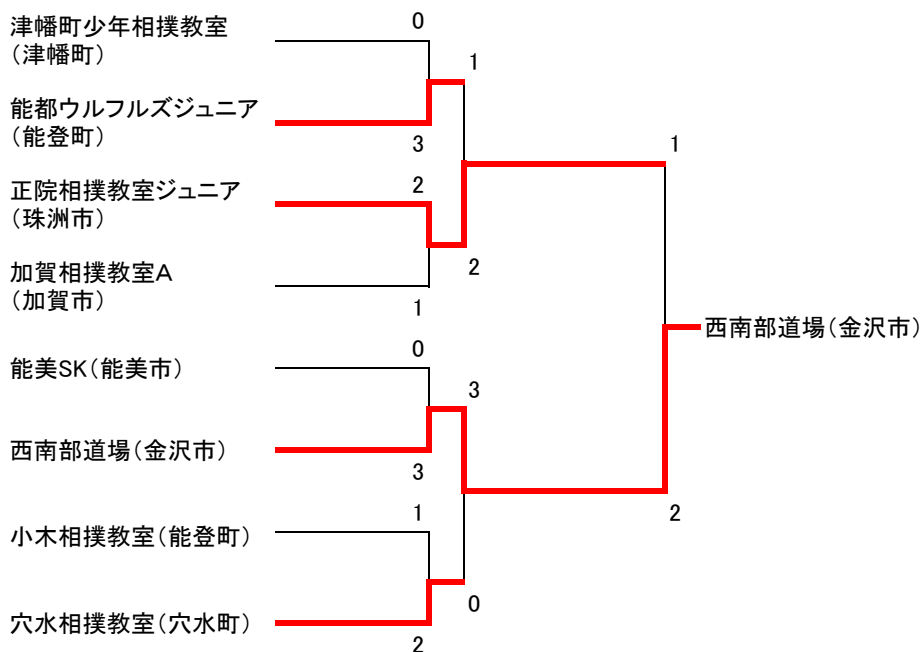 津幡町少年相撲教室
(津幡町)
0
1
能都ウルフルズジュニア
(能登町)
3
1
正院相撲教室ジュニア
(珠洲市)
2
2
加賀相撲教室A
(加賀市)
1
西南部道場(金沢市)
能美SK(能美市)
0
3
西南部道場(金沢市)
3
2
小木相撲教室(能登町)
1
0
穴水相撲教室(穴水町)
2